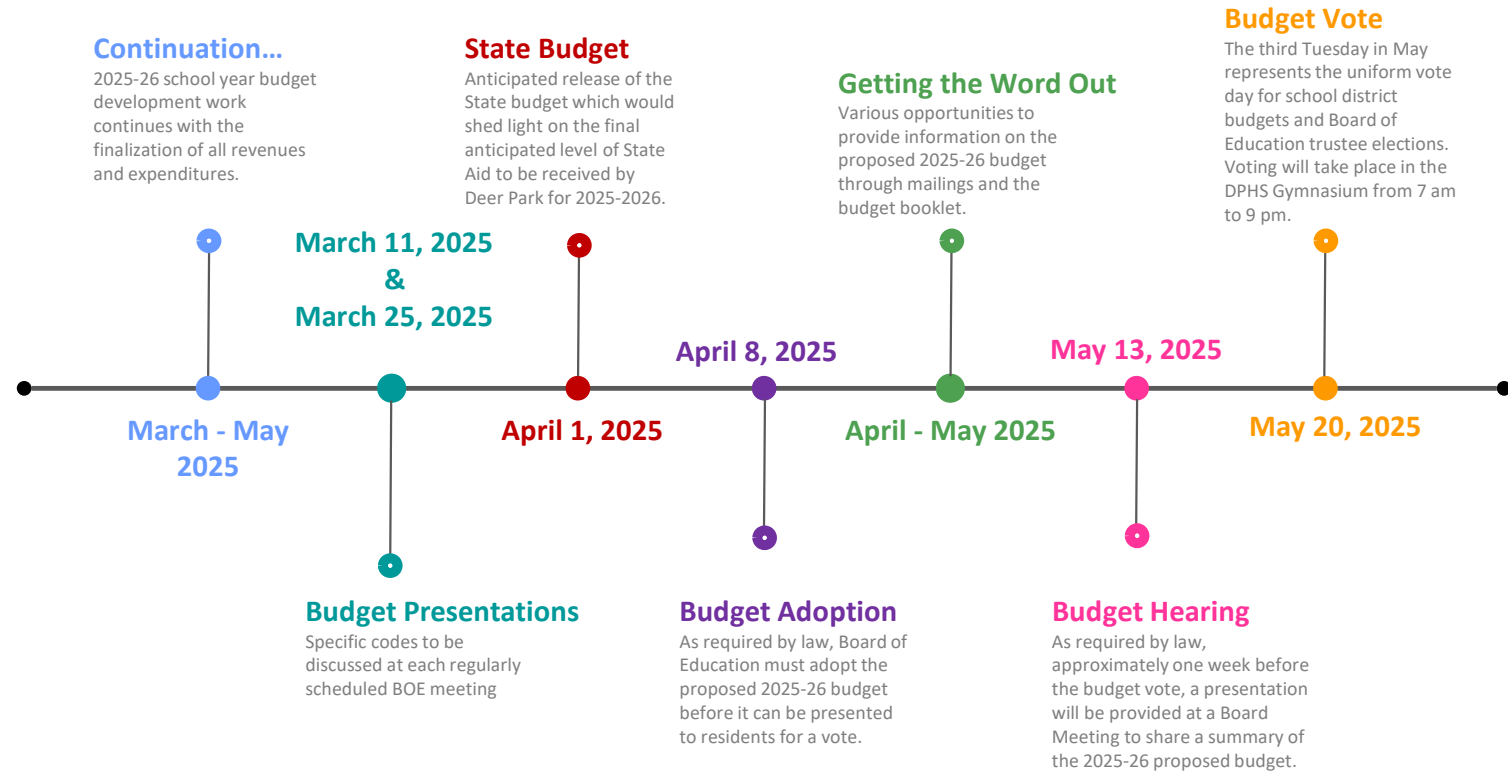 Continuation…
2025-26 school year budget
development work
continues with the
finalization of all revenues
and expenditures.
March - May
2025
March 11, 2025
&
March 25, 2025
Budget Presentations
Specific codes to be
discussed at each regularly
scheduled BOE meeting
State Budget
Anticipated release of the
State budget which would
shed light on the final
anticipated level of State
Aid to be received by
Deer Park for 2025-2026.
April 1, 2025
April 8, 2025
Budget Adoption
As required by law, Board of
Education must adopt the
proposed 2025-26 budget
before it can be presented
to residents for a vote.
Getting the Word Out
Various opportunities to
provide information on the
proposed 2025-26 budget
through mailings and the
budget booklet.
April - May 2025
May 13, 2025
Budget Hearing
As required by law,
approximately one week before
the budget vote, a presentation
will be provided at a Board
Meeting to share a summary of
the 2025-26 proposed budget.
Budget Vote
The third Tuesday in May
represents the uniform vote
day for school district
budgets and Board of
Education trustee elections.
Voting will take place in the
DPHS Gymnasium from 7 am
to 9 pm.
May 20, 2025